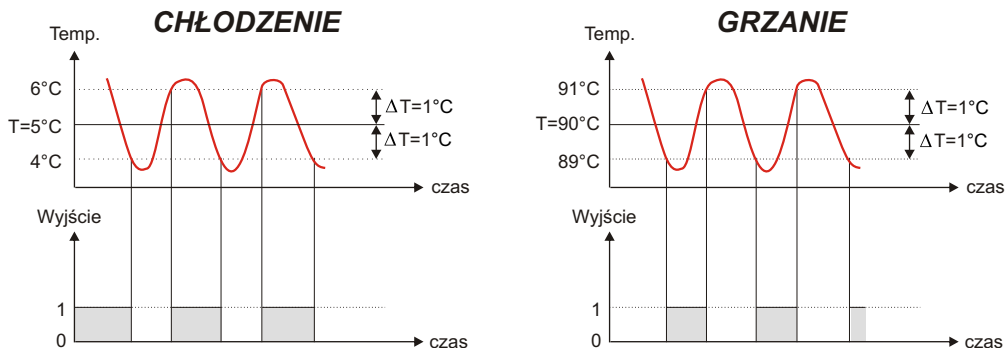 CHŁODZENIE
Temp.
6°C
T=5°C
4°C
ΔT=1°C
ΔT=1°C
czas
Wyjście
1
0
czas
GRZANIE
Temp.
91°C
T=90°C
89°C
ΔT=1°C
ΔT=1°C
czas
Wyjście
1
0
czas